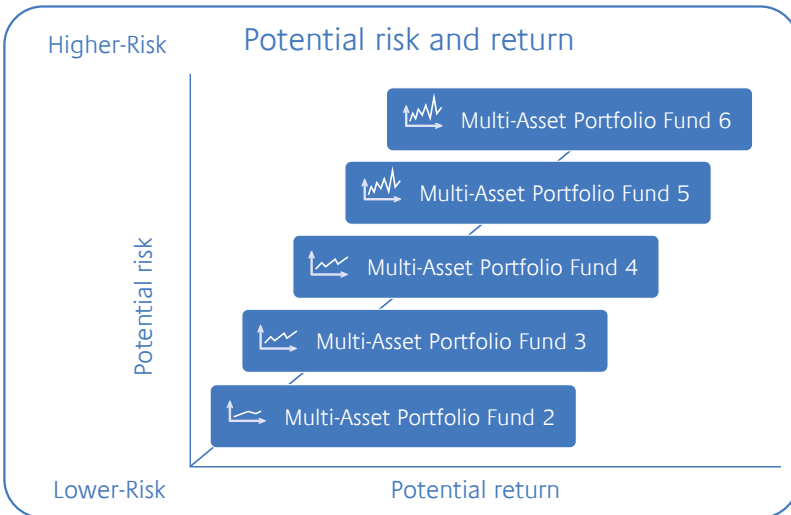 Higher-Risk
Potential risk and return
Multi-Asset Portfolio Fund 6
Multi-Asset Portfolio Fund 5
Multi-Asset Portfolio Fund 4
Multi-Asset Portfolio Fund 3
Multi-Asset Portfolio Fund 2
Potential risk
Lower-Risk
Potential return